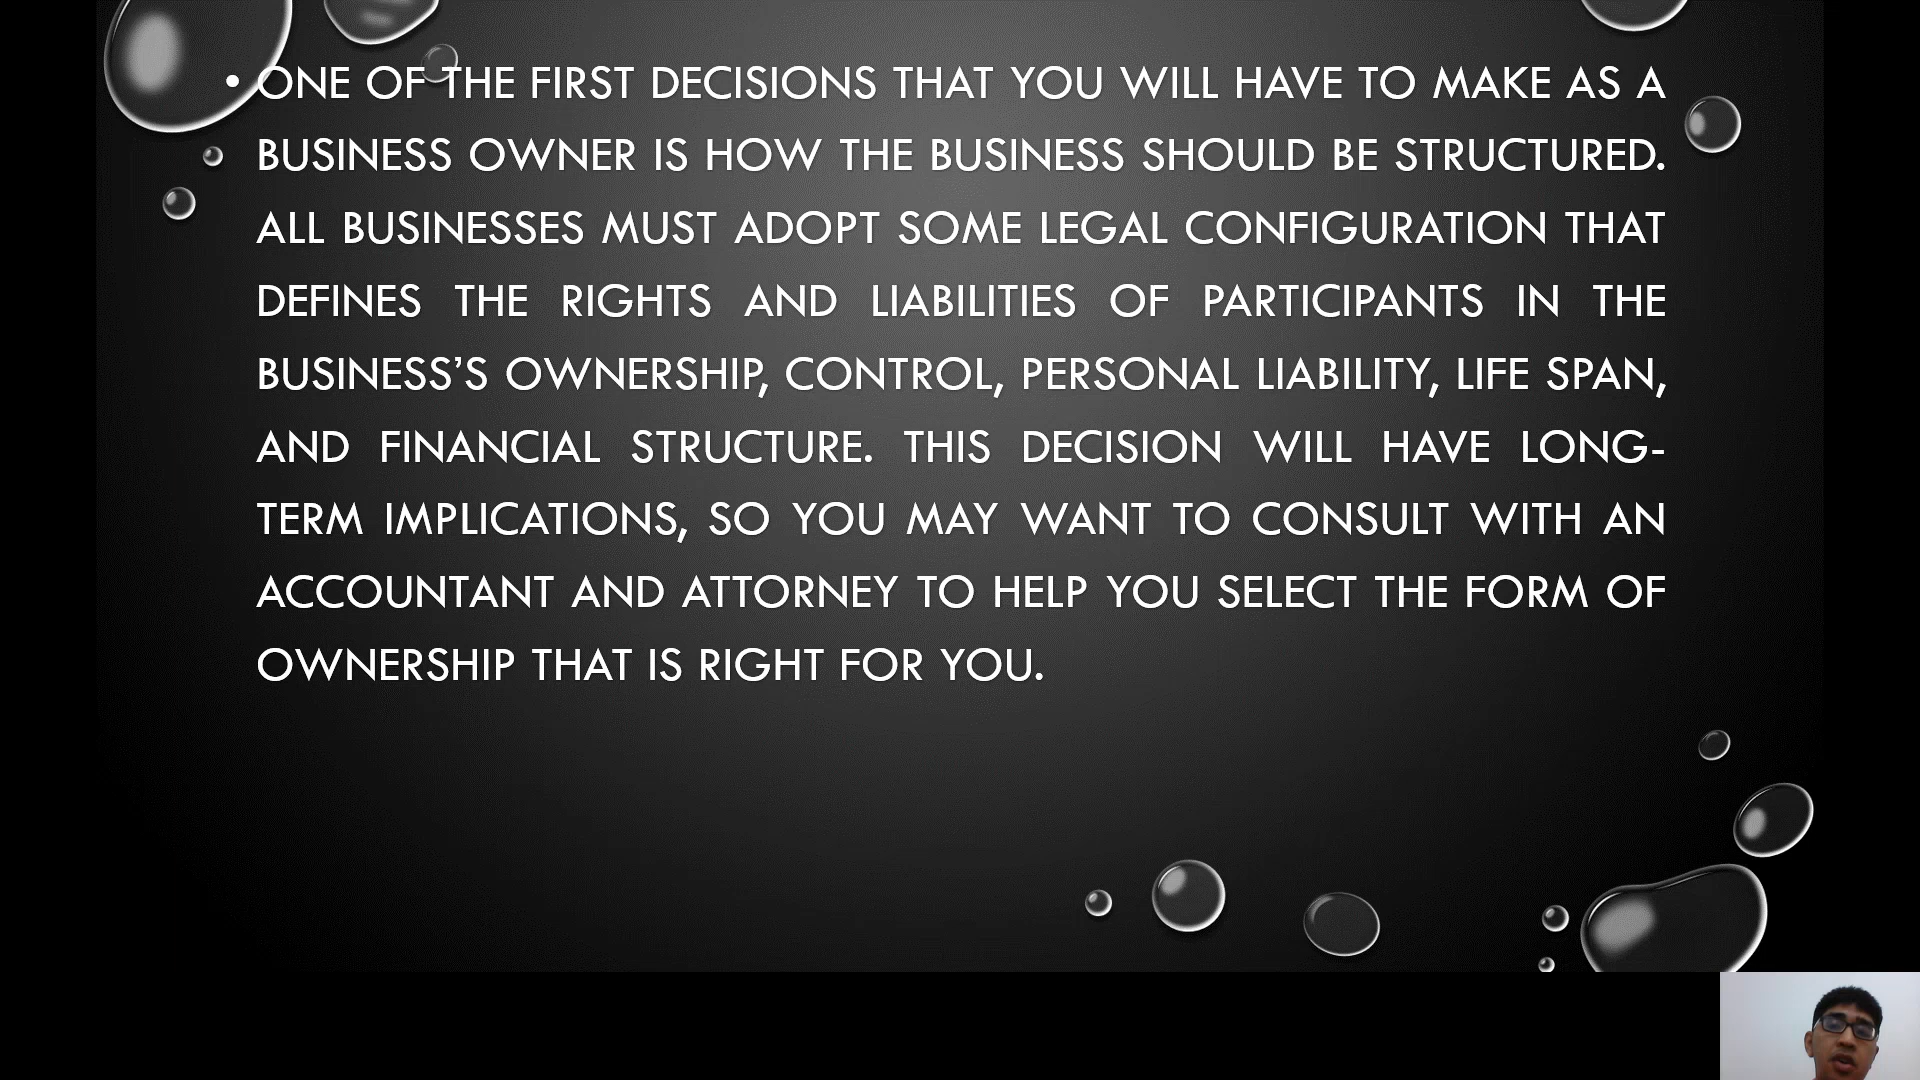 • ONE OF THE FIRST DECISIONS THAT YOU WILL HAVE TO MAKE AS A
BUSINESS OWNER IS HOW THE BUSINESS SHOULD BE STRUCTURED.
ALL BUSINESSES MUST ADOPT SOME LEGAL CONFIGURATION THAT
DEFINES THE RIGHTS AND LIABILITIES OF PARTICIPANTS IN THE
BUSINESS’S OWNERSHIP, CONTROL, PERSONAL LIABILITY, LIFE SPAN,
AND FINANCIAL STRUCTURE. THIS DECISION WILL HAVE LONG-
TERM IMPLICATIONS, SO YOU MAY WANT TO CONSULT WITH AN
ACCOUNTANT AND ATTORNEY TO HELP YOU SELECT THE FORM OF
OWNERSHIP THAT IS RIGHT FOR YOU.